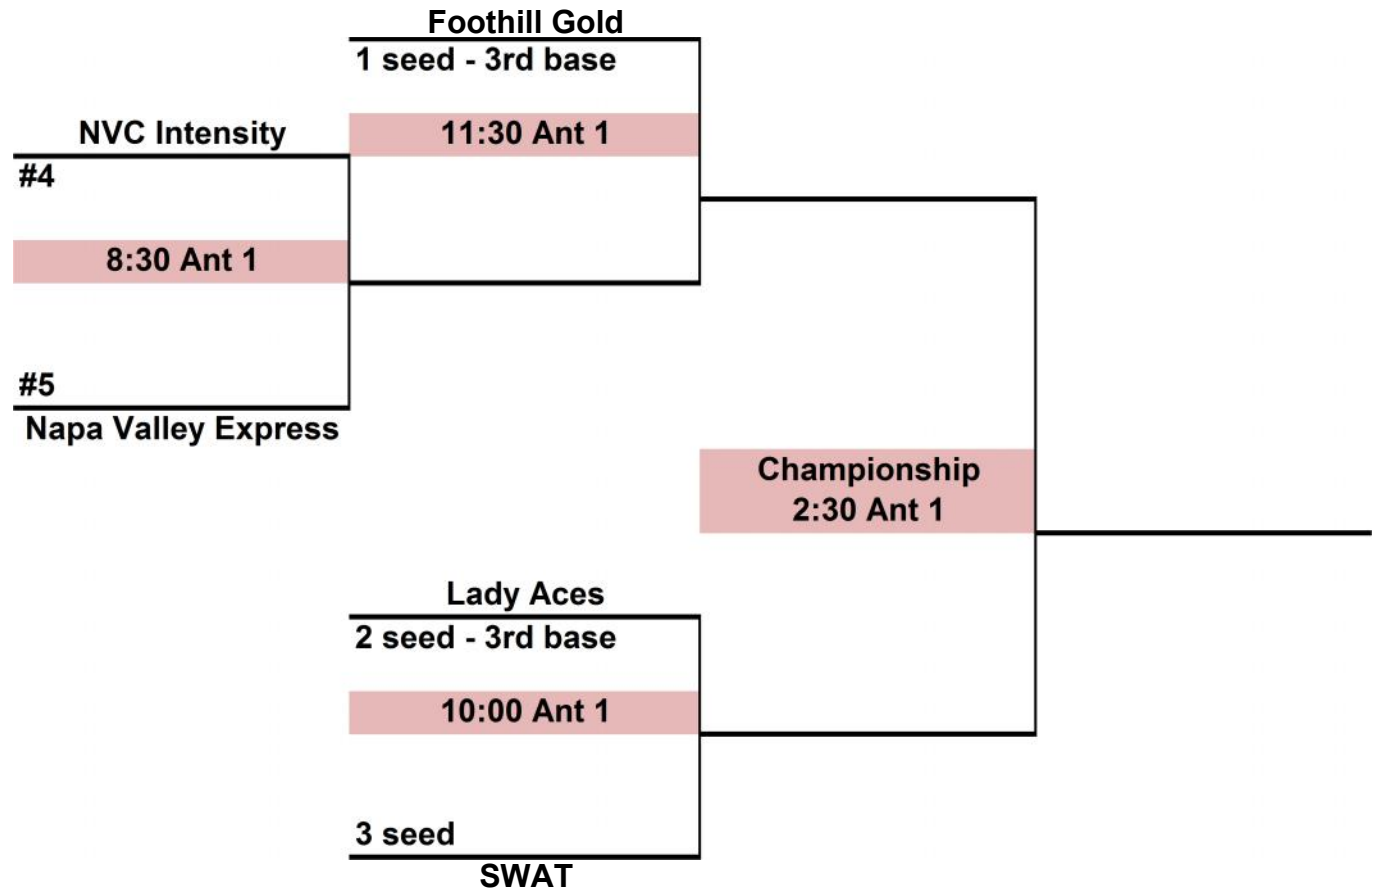 Foothill Gold
1 seed - 3rd base
11:30 Ant 1
NVC Intensity
#4
8:30 Ant 1
#5
Napa Valley Express
Championship
2:30 Ant 1
Lady Aces
2 seed - 3rd base
10:00 Ant 1
3 seed
SWAT